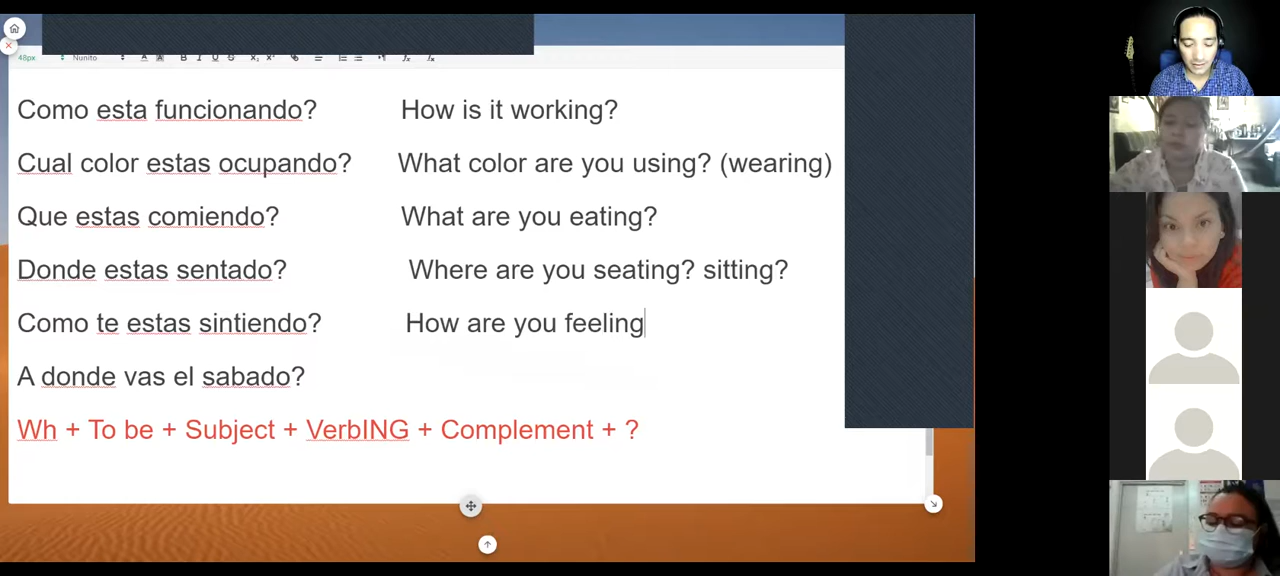 48px Nunito
Como esta funcionando? How is it working?
Cual color estas ocupando? What color are you using? (wearing)
Que estas comiendo? What are you eating?
Donde estas sentado? Where are you seating? sitting?
Como te estas sintiendo? How are you feeling
A donde vas el sabado?
Wh + To be + Subject + VerbING + Complement + ?